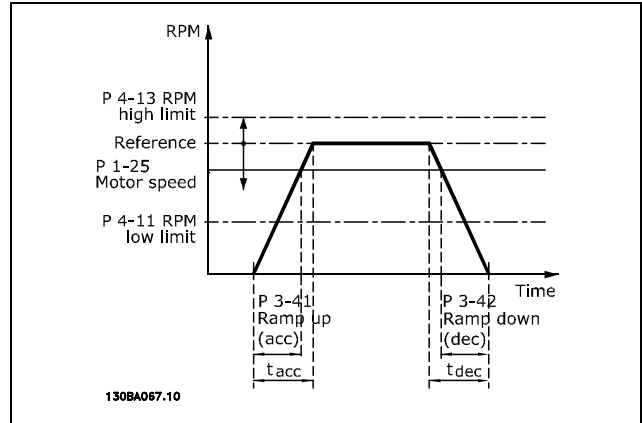 RPM
P 4-13 RPM
high limit
Reference
P 1-25
Motor speed
P 4-11 RPM
low limit
Time
P 3-41
Ramp up
(acc)
P 3-42
Ramp down
(dec)
tacc
tdec
130BA067.10